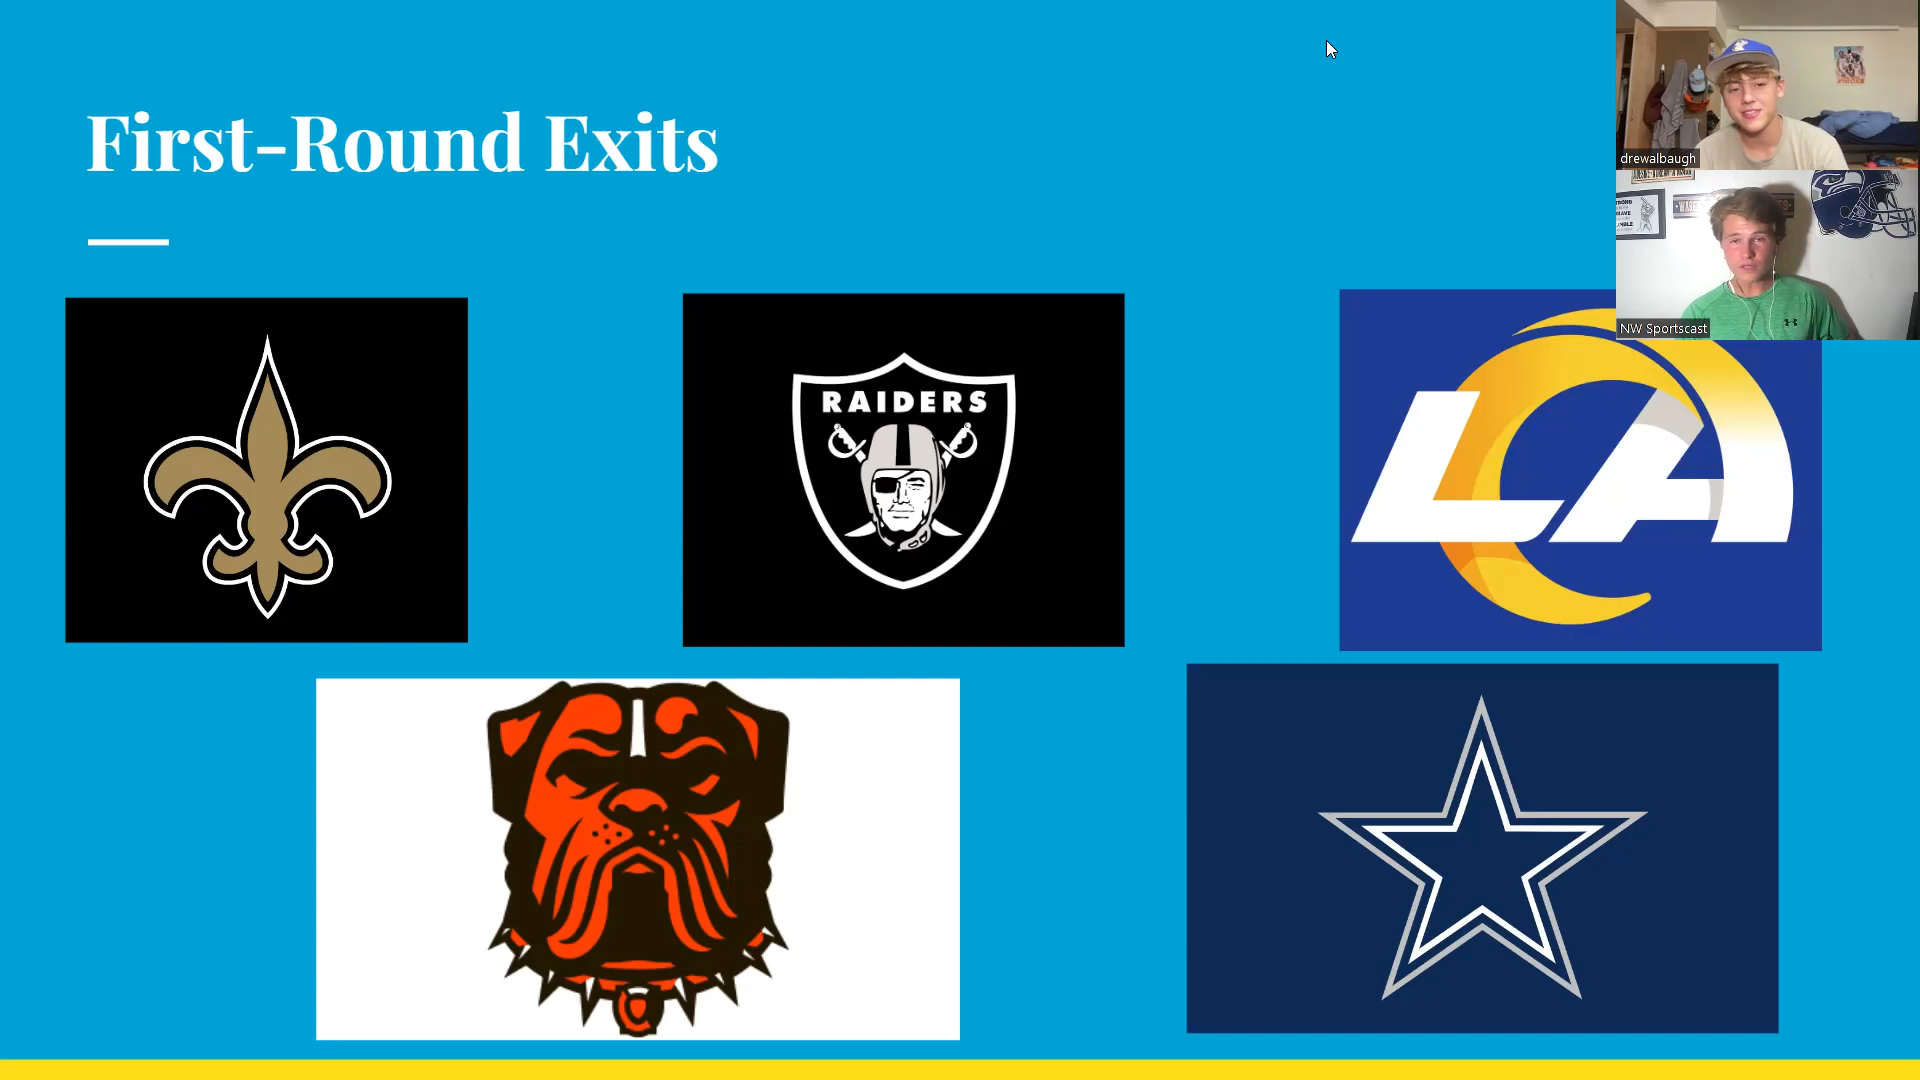 First-Round Exits
drewalbaugh
NW Sportscast
RAIDERS
LA
C